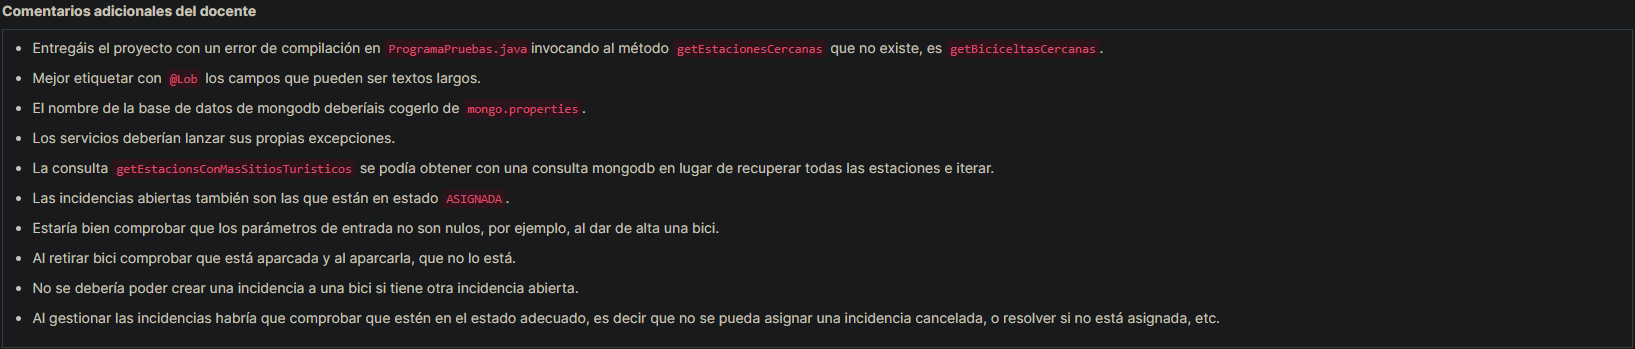 Comentarios adicionales del docente
• Entregáis el proyecto con un error de compilación en ProgramaPruebas.java invocando al método getEstacionesCercanas que no existe, es getBiciceltasCercanas.
• Mejor etiquetar con @Lob los campos que pueden ser textos largos.
• El nombre de la base de datos de mongodb deberíais cogerlo de mongo.properties.
• Los servicios deberían lanzar sus propias excepciones.
• La consulta getEstacionsConMasSitiosTuristicos se podía obtener con una consulta mongodb en lugar de recuperar todas las estaciones e iterar.
• Las incidencias abiertas también son las que están en estado ASIGNADA.
• Estaría bien comprobar que los parámetros de entrada no son nulos, por ejemplo, al dar de alta una bici.
• Al retirar bici comprobar que está aparcada y al aparcarla, que no lo está.
• No se debería poder crear una incidencia a una bici si tiene otra incidencia abierta.
• Al gestionar las incidencias habría que comprobar que estén en el estado adecuado, es decir que no se pueda asignar una incidencia cancelada, o resolver si no está asignada, etc.